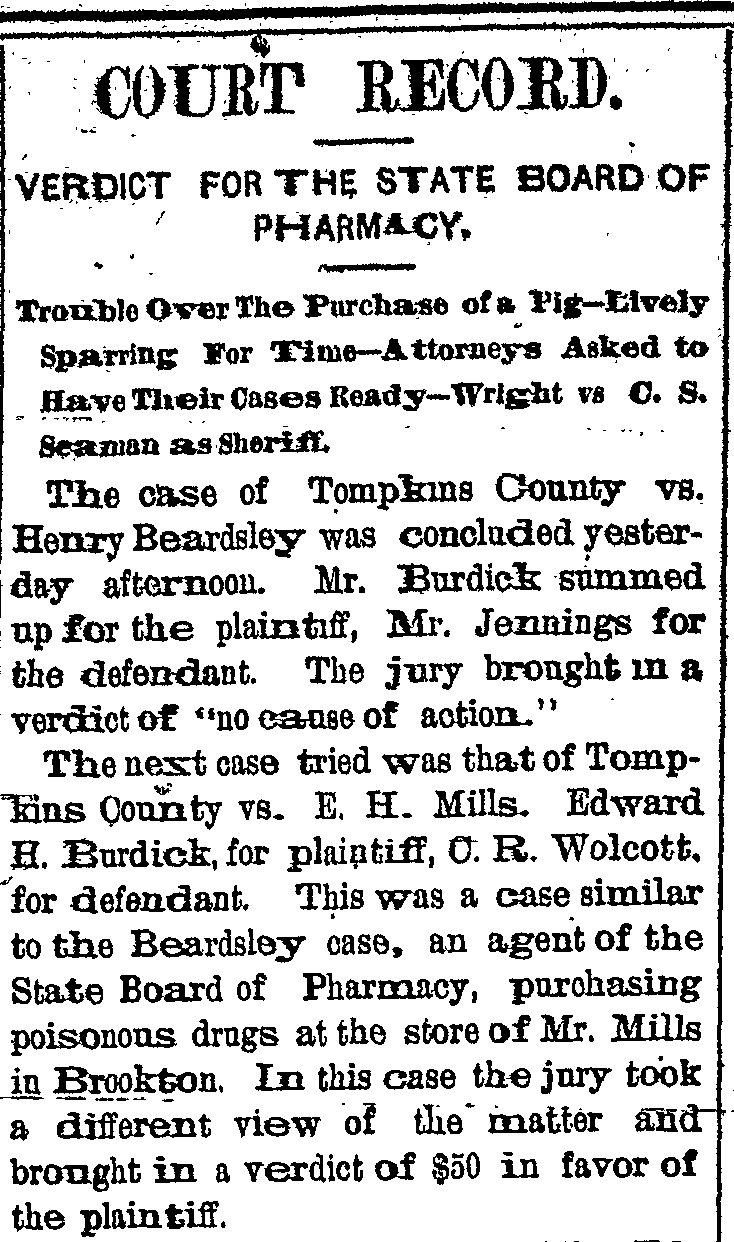 COURT RECORD.
VERDICT FOR THE STATE BOARD OF
PHARMACY.
Trouble Over The Purchase of a Pig—Lively
Sparring For Time—Attorneys Asked to
Have Their Cases Ready—Wright vs C. S.
Seaman as Sheriff.
The case of Tompkins County vs.
Henry Beardsley was concluded yester-
day afternoon. Mr. Burdick summed
up for the plaintiff, Mr. Jennings for
the defendant. The jury brought in a
verdict of "no cause of action."
The next case tried was that of Tomp-
kins County vs. E. H. Mills. Edward
H. Burdick, for plaintiff, C. R. Wolcott,
for defendant. This was a case similar
to the Beardsley case, an agent of the
State Board of Pharmacy, purchasing
poisonous drugs at the store of Mr. Mills
in Brookton. In this case the jury took
a different view of the matter and
brought in a verdict of $50 in favor of
the plaintiff.